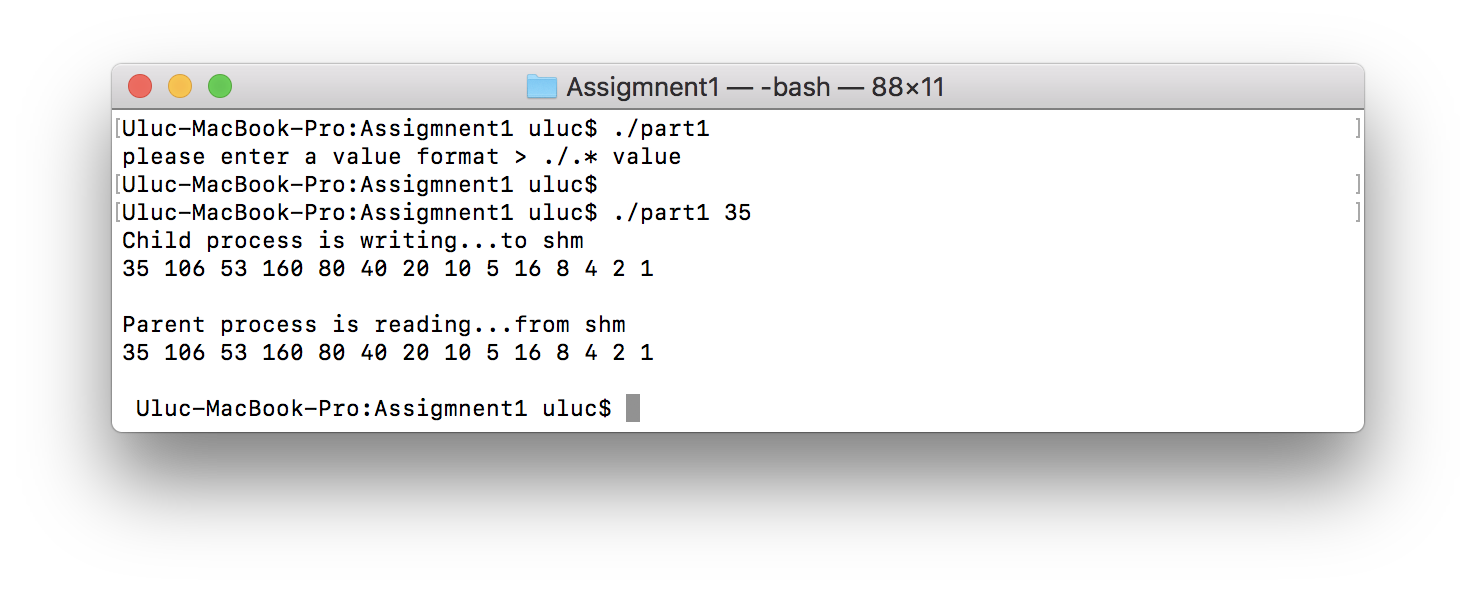 Assigmnent1 — -bash — 88×11
[Uluc-MacBook-Pro:Assigmnent1 uluc$ ./part1 ]
please enter a value format > ./.* value
[Uluc-MacBook-Pro:Assigmnent1 uluc$ ]
[Uluc-MacBook-Pro:Assigmnent1 uluc$ ./part1 35 ]
Child process is writing...to shm
35 106 53 160 80 40 20 10 5 16 8 4 2 1
Parent process is reading...from shm
35 106 53 160 80 40 20 10 5 16 8 4 2 1
Uluc-MacBook-Pro:Assigmnent1 uluc$